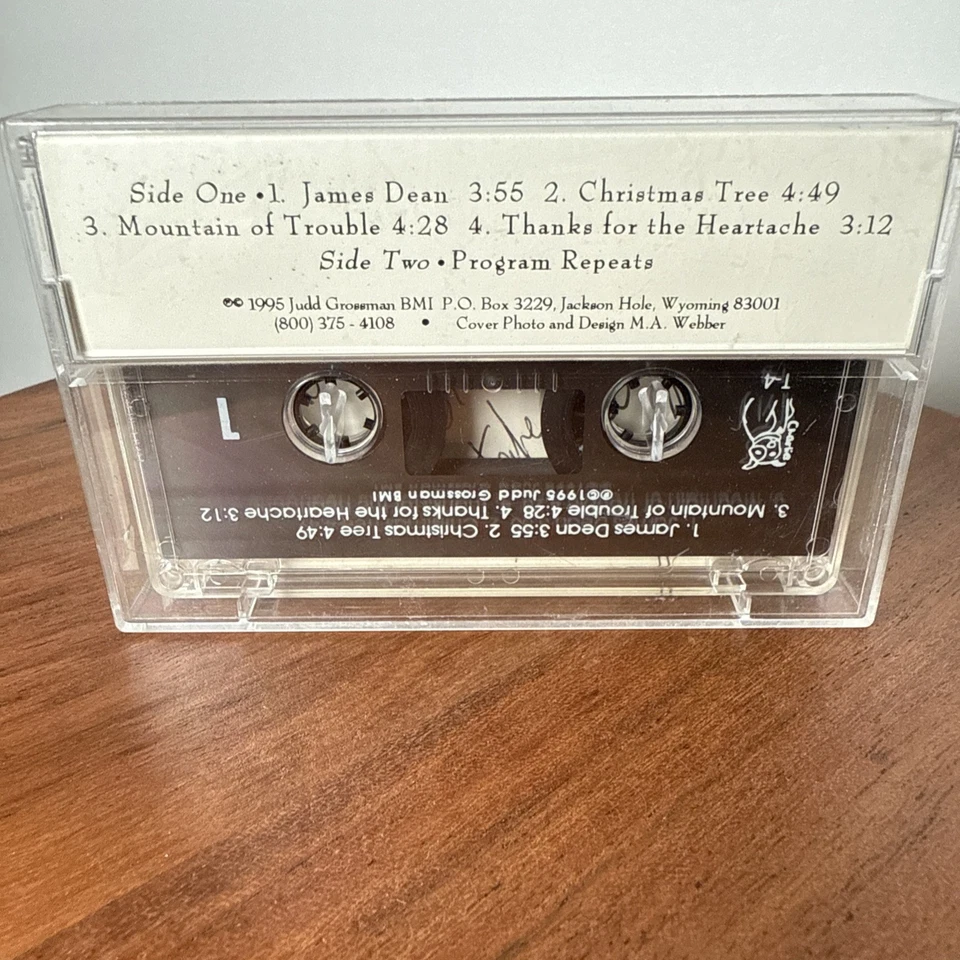 Side One •1. James Dean 3:55 2. Christmas Tree 4:49
3. Mountain of Trouble 4:28 4. Thanks for the Heartache 3:12
Side Two • Program Repeats
℗© 1995 Judd Grossman BMI P.O. Box 3229, Jackson Hole, Wyoming 83001
(800) 375 - 4108 • Cover Photo and Design M.A. Webber
1. James Dean 3:55 2. Christmas Tree 4:49
3. Mountain of Trouble 4:28 4. Thanks for the Heartache 3:12
℗©1995 Judd Grossman BMI
1